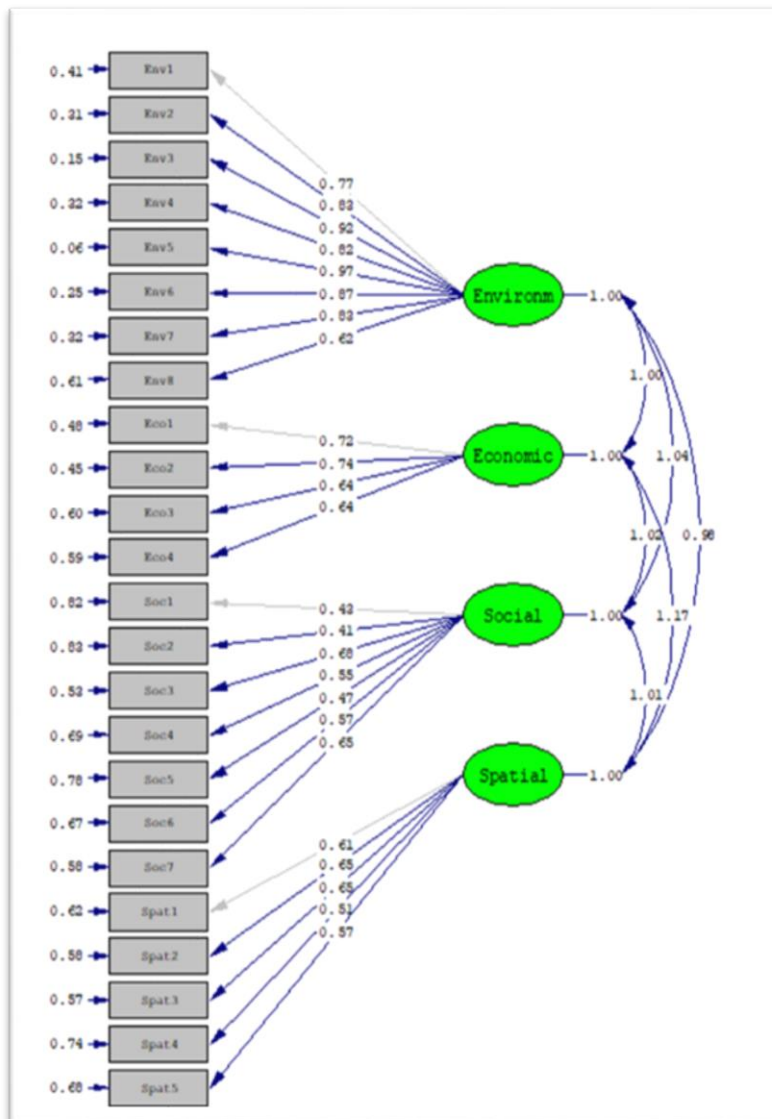 0.41 Env1
0.31 Env2
0.15 Env3
0.32 Env4
0.06 Env5
0.25 Env6
0.32 Env7
0.61 Env8
0.48 Eco1
0.45 Eco2
0.60 Eco3
0.59 Eco4
0.82 Soc1
0.83 Soc2
0.53 Soc3
0.69 Soc4
0.78 Soc5
0.67 Soc6
0.58 Soc7
0.62 Spat1
0.58 Spat2
0.57 Spat3
0.74 Spat4
0.68 Spat5
0.77
0.83
0.92
0.82
0.97
0.87
0.83
0.62
0.72
0.74
0.64
0.64
0.43
0.41
0.68
0.55
0.47
0.57
0.65
0.61
0.65
0.65
0.51
0.57
Environm 1.00
Economic 1.00
Social 1.00
Spatial 1.00
1.00
1.04
0.98
1.02
1.17
1.01